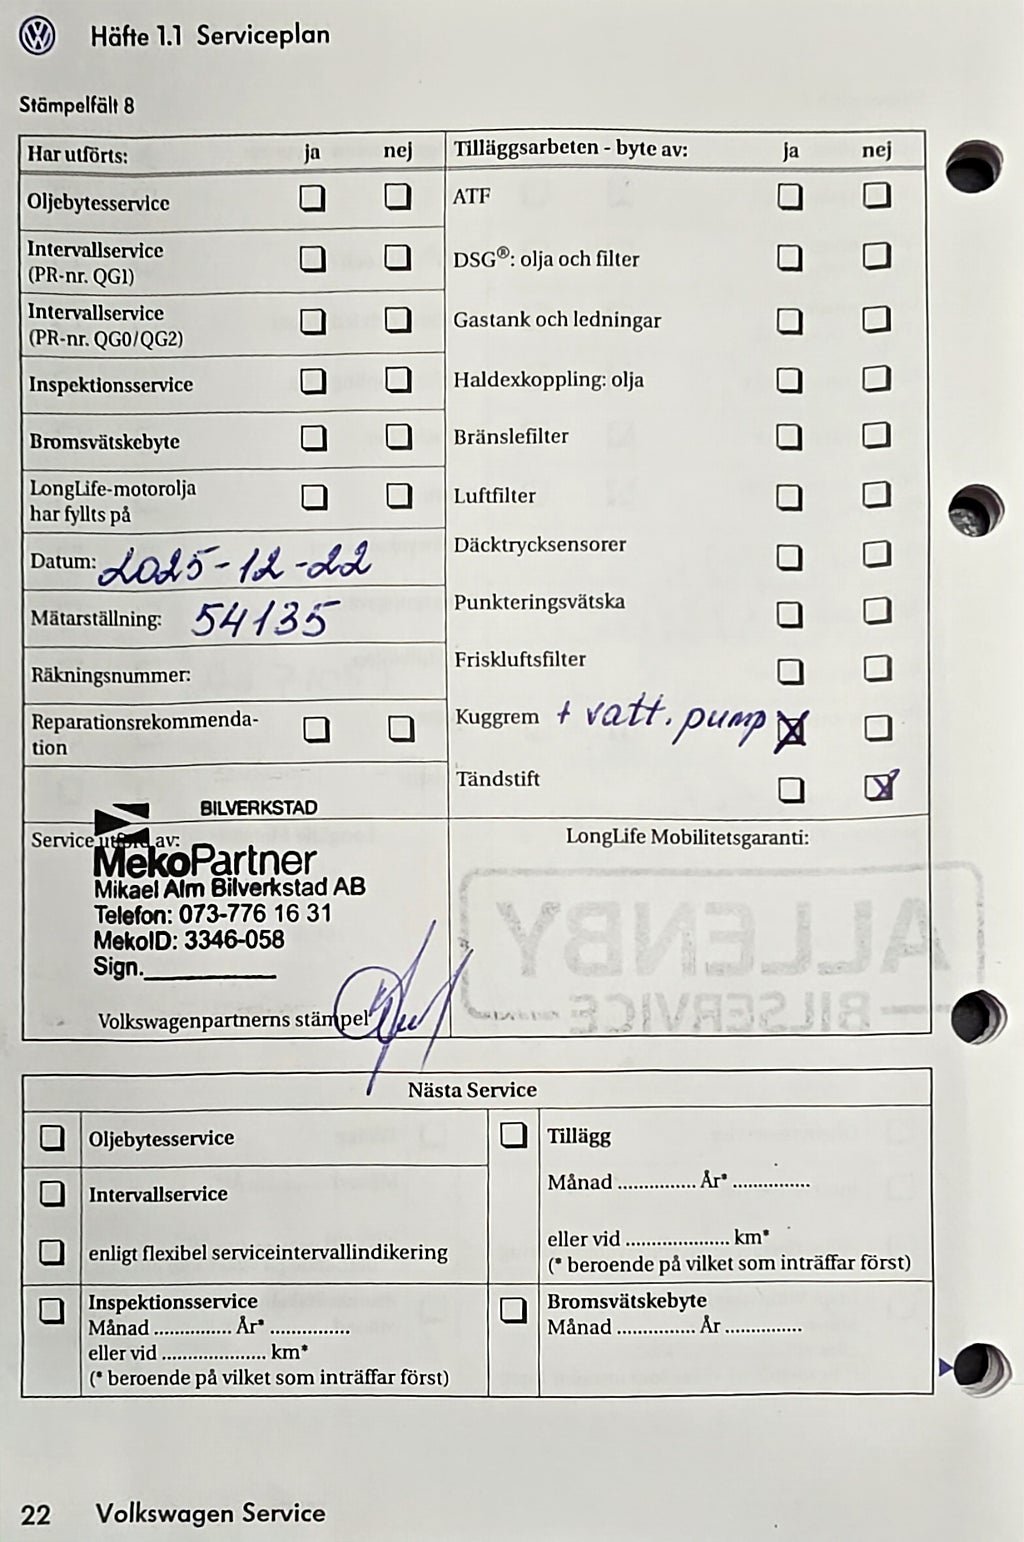 Häfte 1.1 Serviceplan
Stämpelfält 8
Har utförts: ja nej
Oljebytesservice
Intervallservice
(PR-nr. QG1)
Intervallservice
(PR-nr. QG0/QG2)
Inspektionsservice
Bromsvätskebyte
LongLife-motorolja
har fyllts på
Datum: 2025-12-22
Mätarställning: 54135
Räkningsnummer:
Reparationsrekommenda-
tion
Tilläggsarbeten - byte av: ja nej
ATF
DSG®: olja och filter
Gastank och ledningar
Haldexkoppling: olja
Bränslefilter
Luftfilter
Däcktrycksensorer
Punkteringsvätska
Friskluftsfilter
Kuggrem + vatt. pump
Tändstift
BILVERKSTAD
Service utförd av:
MekoPartner
Mikael Alm Bilverkstad AB
Telefon: 073-776 16 31
MekoID: 3346-058
Sign.
Volkswagenpartnerns stämpel
LongLife Mobilitetsgaranti:
ALLENBY
BILSERVICE
Nästa Service
Oljebytesservice
Intervallservice
enligt flexibel serviceintervallindikering
Inspektionsservice
Månad ............... År* ...............
eller vid .................... km*
(* beroende på vilket som inträffar först)
Tillägg
Månad ............... År* ...............
eller vid .................... km*
(* beroende på vilket som inträffar först)
Bromsvätskebyte
Månad ............... År ...............
22 Volkswagen Service